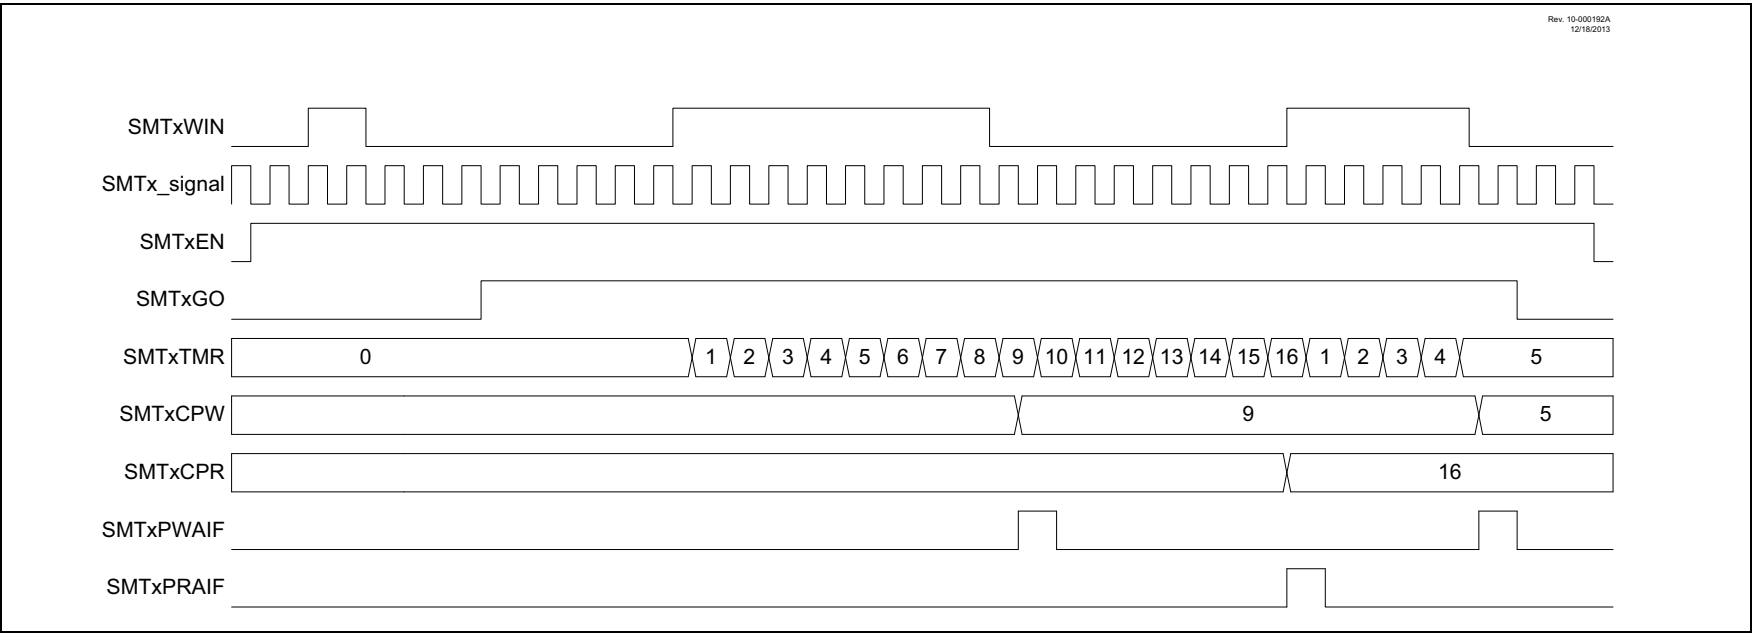 Rev. 10-000192A
12/18/2013
SMTxWIN
SMTx_signal
SMTxEN
SMTxGO
SMTxTMR 0 1 2 3 4 5 6 7 8 9 10 11 12 13 14 15 16 1 2 3 4 5
SMTxCPW 9 5
SMTxCPR 16
SMTxPWAIF
SMTxPRAIF